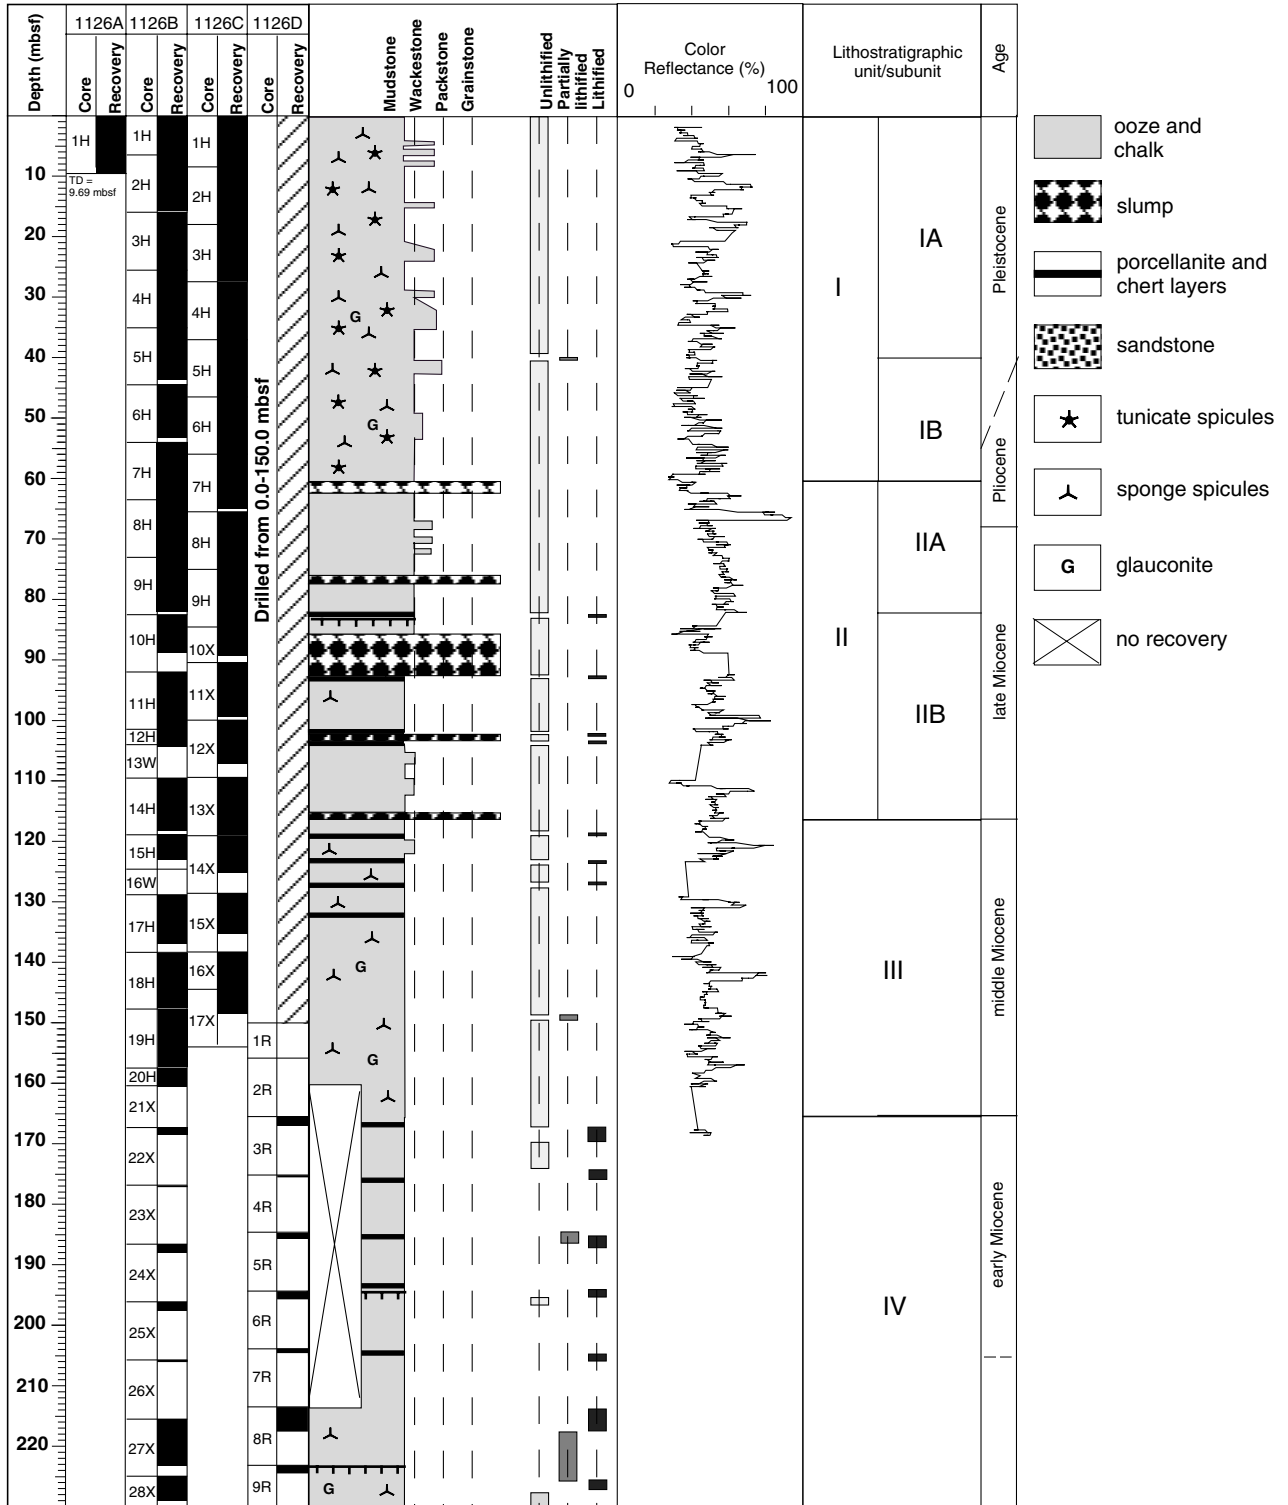 1126A 1126B 1126C 1126D
Depth (mbsf)
Core
Recovery
Core
Recovery
Core
Recovery
Core
Recovery
Mudstone
Wackestone
Packstone
Grainstone
Unlithified
Partially
lithified
Lithified
Color
Reflectance (%)
0 100
Lithostratigraphic
unit/subunit
Age
10
20
30
40
50
60
70
80
90
100
110
120
130
140
150
160
170
180
190
200
210
220
1H
TD =
9.69 mbsf
1H
2H
3H
4H
5H
6H
7H
8H
9H
10H
11H
12H
13W
14H
15H
16W
17H
18H
19H
20H
21X
22X
23X
24X
25X
26X
27X
28X
1H
2H
3H
4H
5H
6H
7H
8H
9H
10X
11X
12X
13X
14X
15X
16X
17X
Drilled from 0.0-150.0 mbsf
1R
2R
3R
4R
5R
6R
7R
8R
9R
G
G
G
G
G
I
IA
IB
II
IIA
IIB
III
IV
Pleistocene
Pliocene
late Miocene
middle Miocene
early Miocene
ooze and
chalk
slump
porcellanite and
chert layers
sandstone
tunicate spicules
sponge spicules
G glauconite
no recovery